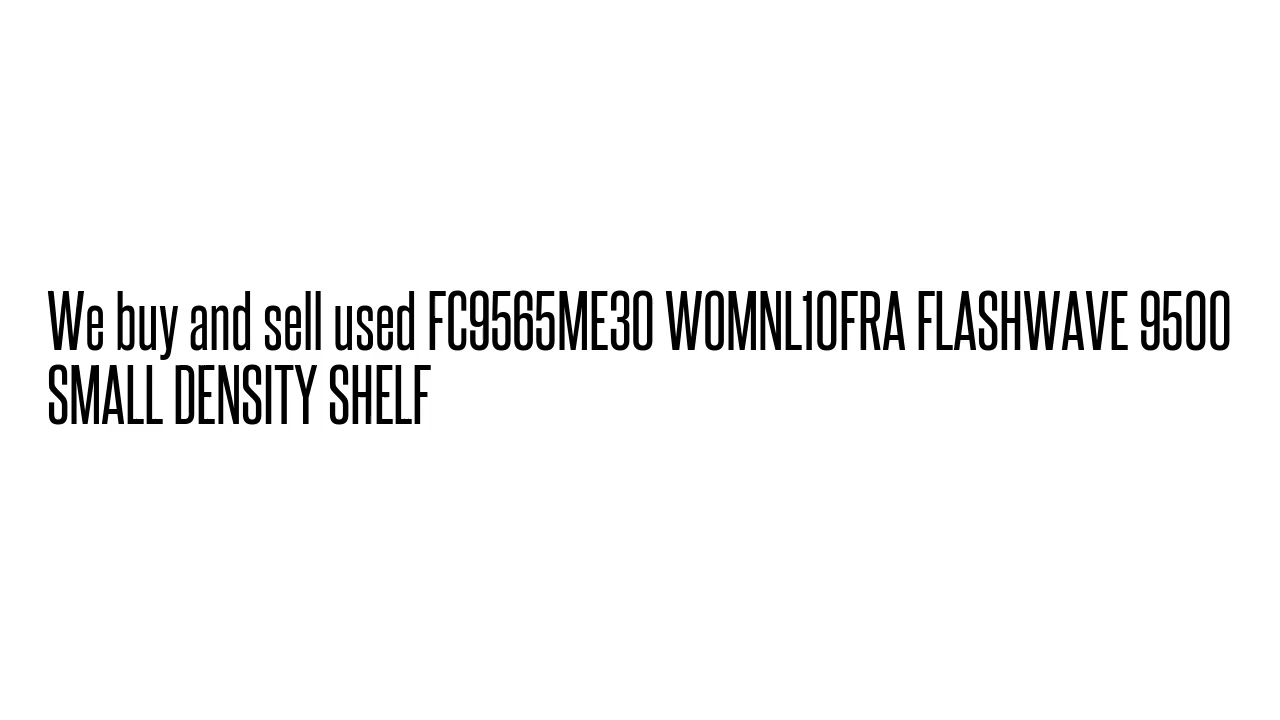 We buy and sell used FC9565ME30 WOMNL10FRA FLASHWAVE 9500
SMALL DENSITY SHELF